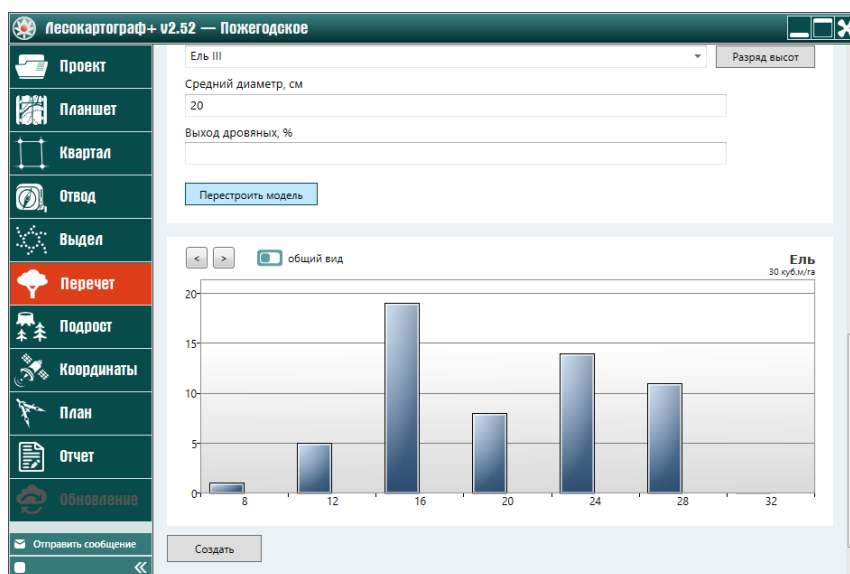 Лесокартограф+ v2.52 — Пожегодское
Проект
Планшет
Квартал
Отвод
Выдел
Перечет
Подрост
Координаты
План
Отчет
Обновление
Отправить сообщение
«
Ель III
Разряд высот
Средний диаметр, см
20
Выход дровяных, %
Перестроить модель
< >
общий вид
Ель
30 куб.м/га
20
15
10
5
0
8 12 16 20 24 28 32
Создать